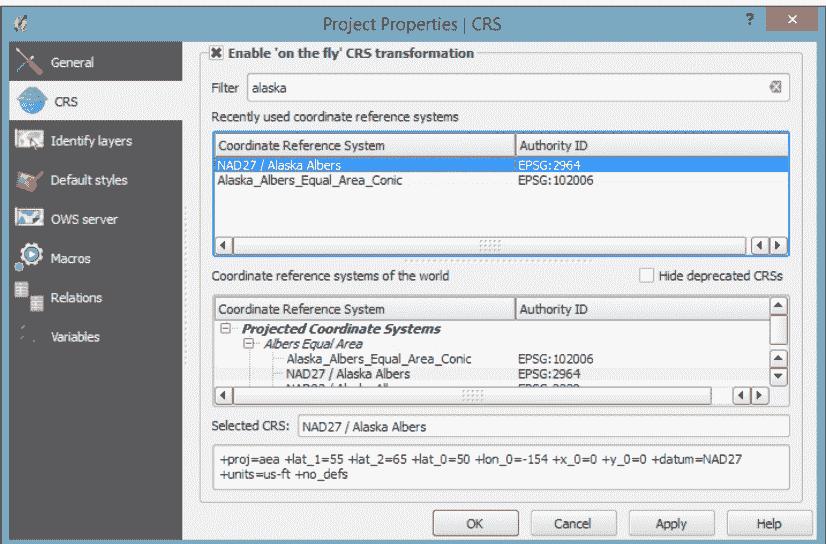 Project Properties | CRS
?
General
CRS
Identify layers
Default styles
OWS server
Macros
Relations
Variables
Enable 'on the fly' CRS transformation
Filter alaska
Recently used coordinate reference systems
Coordinate Reference System Authority ID
NAD27 / Alaska Albers EPSG:2964
Alaska_Albers_Equal_Area_Conic EPSG:102006
Coordinate reference systems of the world Hide deprecated CRSs
Coordinate Reference System Authority ID
Projected Coordinate Systems
Albers Equal Area
Alaska_Albers_Equal_Area_Conic EPSG:102006
NAD27 / Alaska Albers EPSG:2964
Selected CRS: NAD27 / Alaska Albers
+proj=aea +lat_1=55 +lat_2=65 +lat_0=50 +lon_0=-154 +x_0=0 +y_0=0 +datum=NAD27
+units=us-ft +no_defs
OK Cancel Apply Help